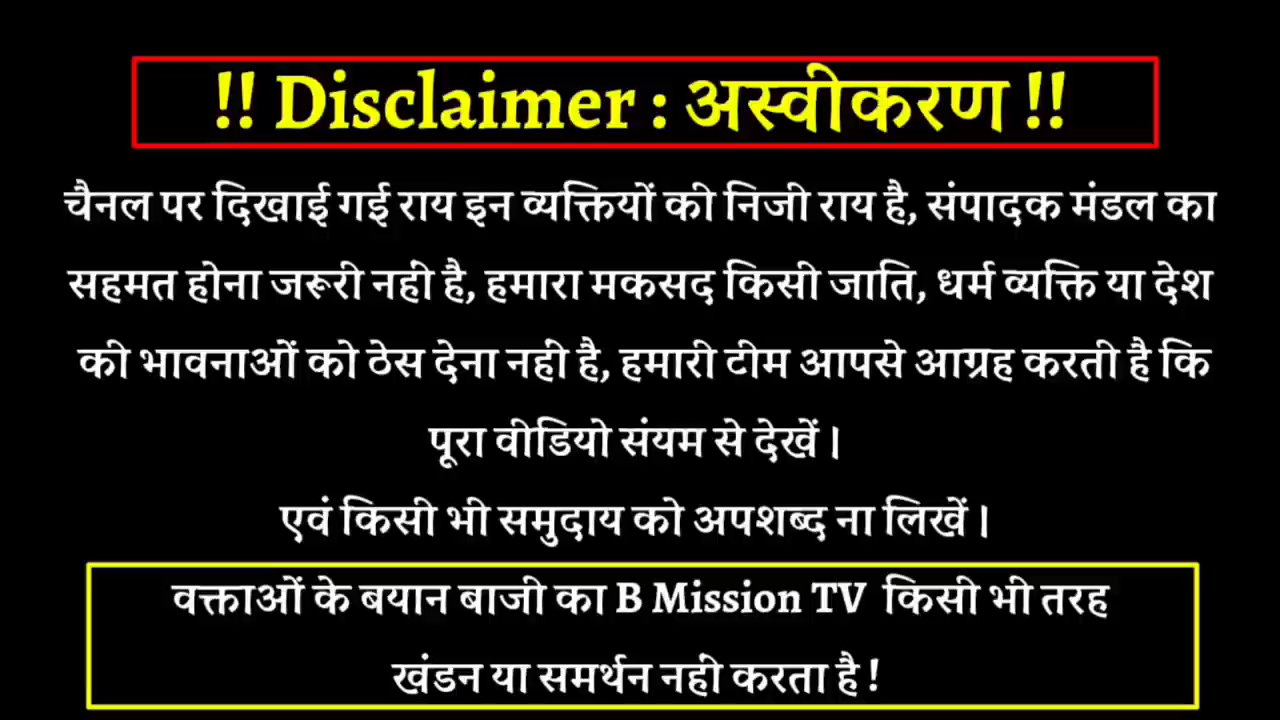 !! Disclaimer : अस्वीकरण !!
चैनल पर दिखाई गई राय इन व्यक्तियों की निजी राय है, संपादक मंडल का
सहमत होना जरूरी नहीं है, हमारा मकसद किसी जाति, धर्म व्यक्ति या देश
की भावनाओं को ठेस देना नहीं है, हमारी टीम आपसे आग्रह करती है कि
पूरा वीडियो संयम से देखें ।
एवं किसी भी समुदाय को अपशब्द ना लिखें ।
वक्ताओं के बयान बाजी का B Mission TV किसी भी तरह
खंडन या समर्थन नहीं करता है !